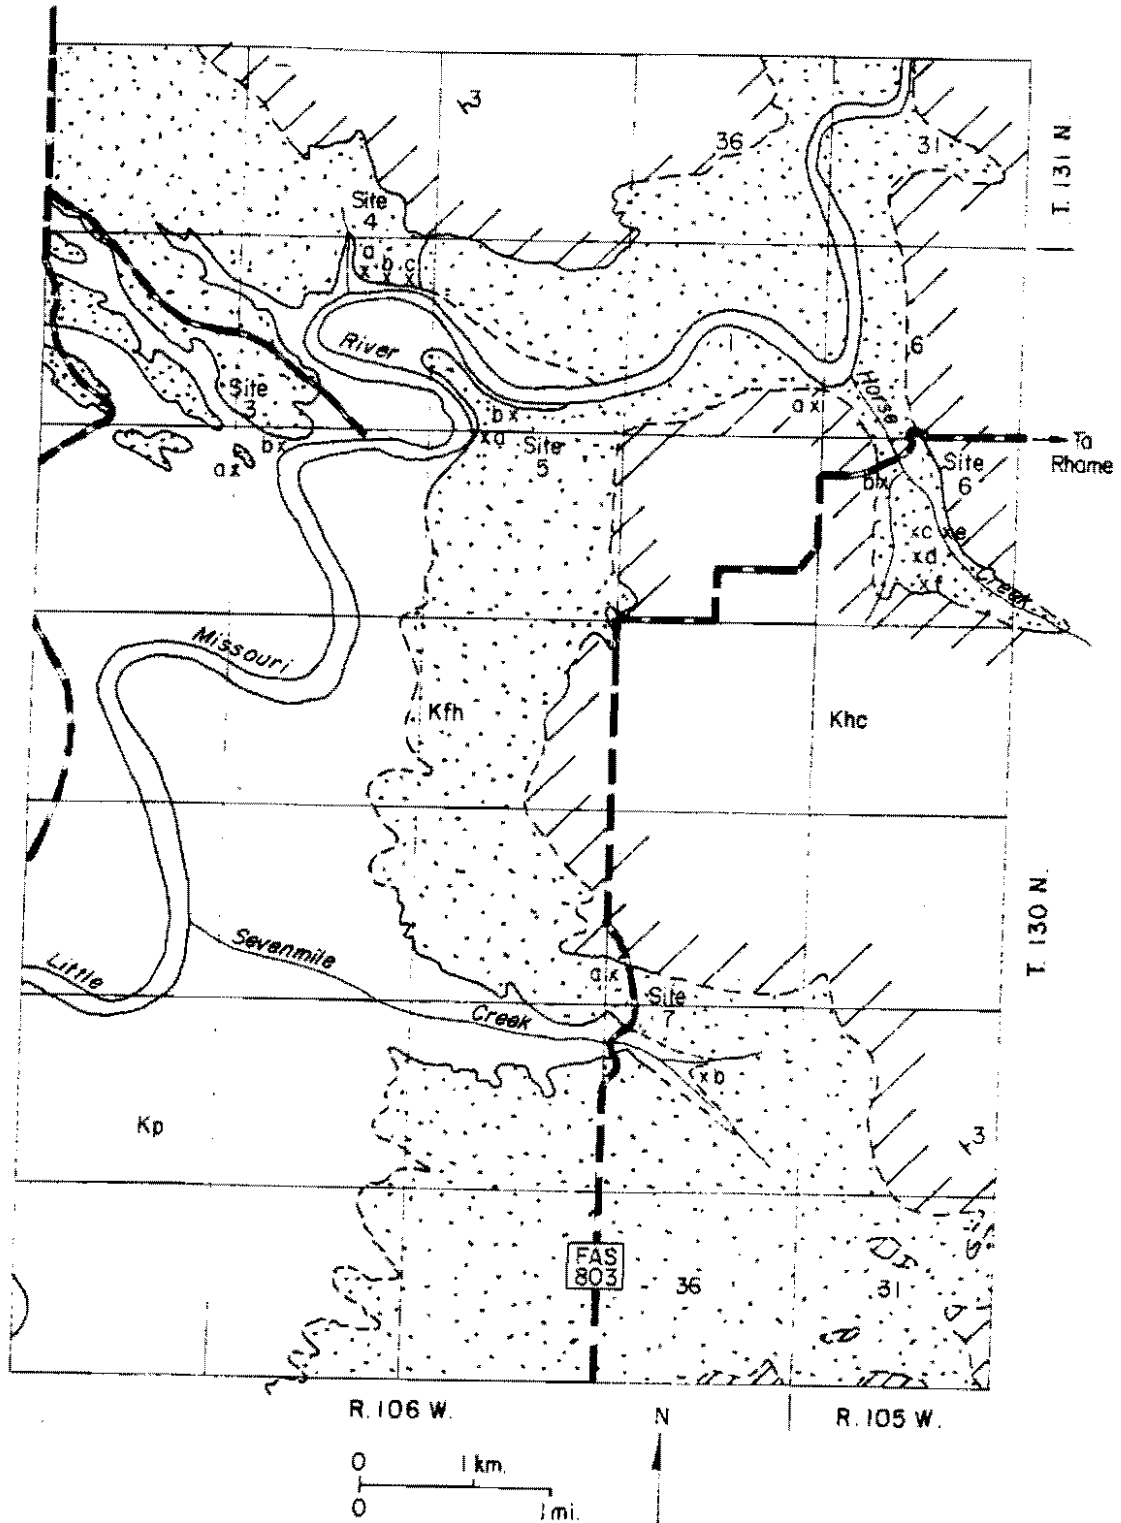 3
36
31
T. 131 N.
Site
4
a
b
c
River
6
1
Horse
Site
3
b x
a x
b x
x a
Site
5
a x
To
Rhame
Site
6
b x
x c
x e
x d
x f
Creek
Missouri
Kfh
Khc
T. 130 N.
Sevenmile
Little
a x
Site
7
Creek
x b
Kp
3
FAS
803
36
31
R. 106 W.
N
R. 105 W.
0
1 km.
0
1 mi.